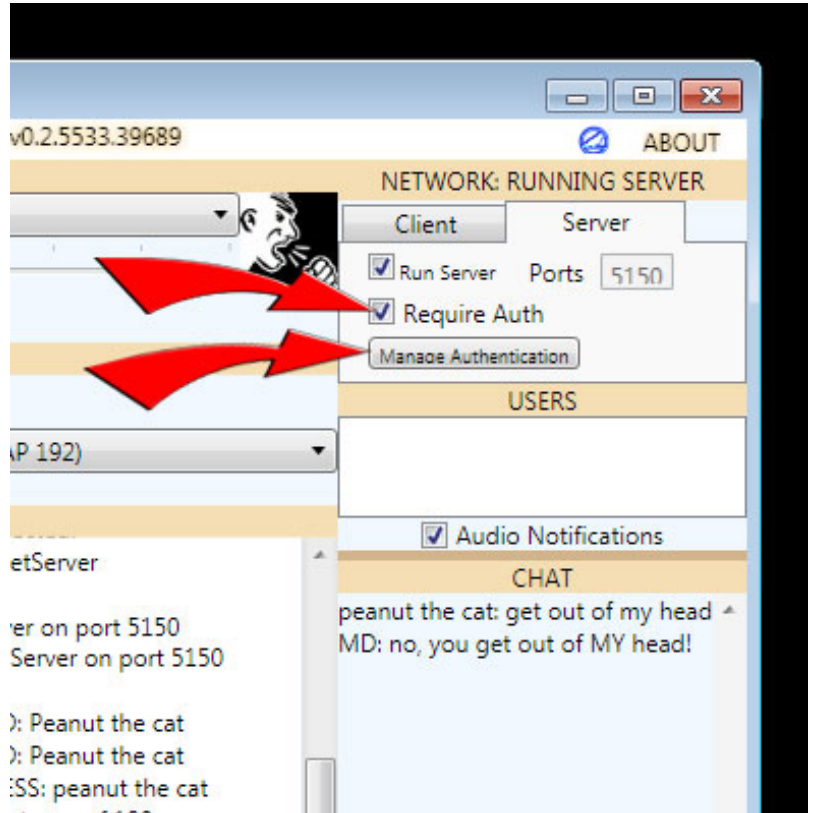 v0.2.5533.39689
ABOUT
NETWORK: RUNNING SERVER
Client
Server
Run Server
Ports
5150
Require Auth
Manage Authentication
USERS
AP 192)
Audio Notifications
etServer
CHAT
peanut the cat: get out of my head
MD: no, you get out of MY head!
er on port 5150
Server on port 5150
D: Peanut the cat
D: Peanut the cat
ESS: peanut the cat